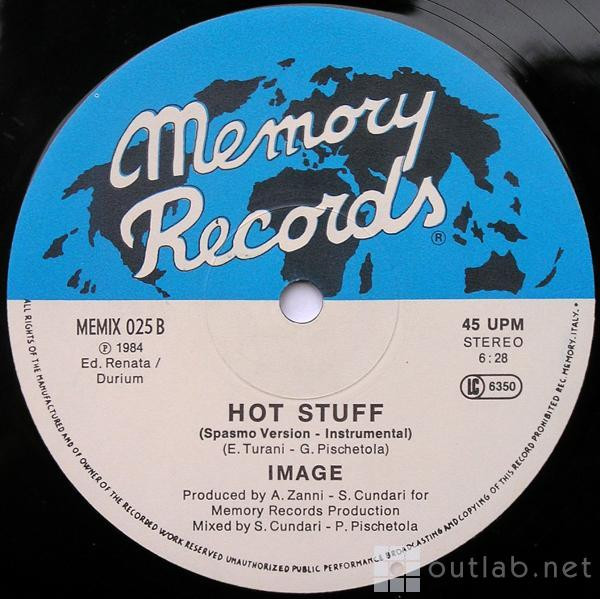 Memory
Records
®
MEMIX 025 B
℗ 1984
Ed. Renata /
Durium
45 UPM
STEREO
6:28
LC 6350
HOT STUFF
(Spasmo Version - Instrumental)
(E. Turani - G. Pischetola)
IMAGE
Produced by A. Zanni - S. Cundari for
Memory Records Production
Mixed by S. Cundari - P. Pischetola
ALL RIGHTS OF THE MANUFACTURED AND OF OWNER OF THE RECORDED WORK RESERVED UNAUTHORIZED PUBLIC PERFORMANCE BROADCASTING AND COPYING OF THIS RECORD PROHIBITED REC. MEMORY. ITALY. •
outlab.net